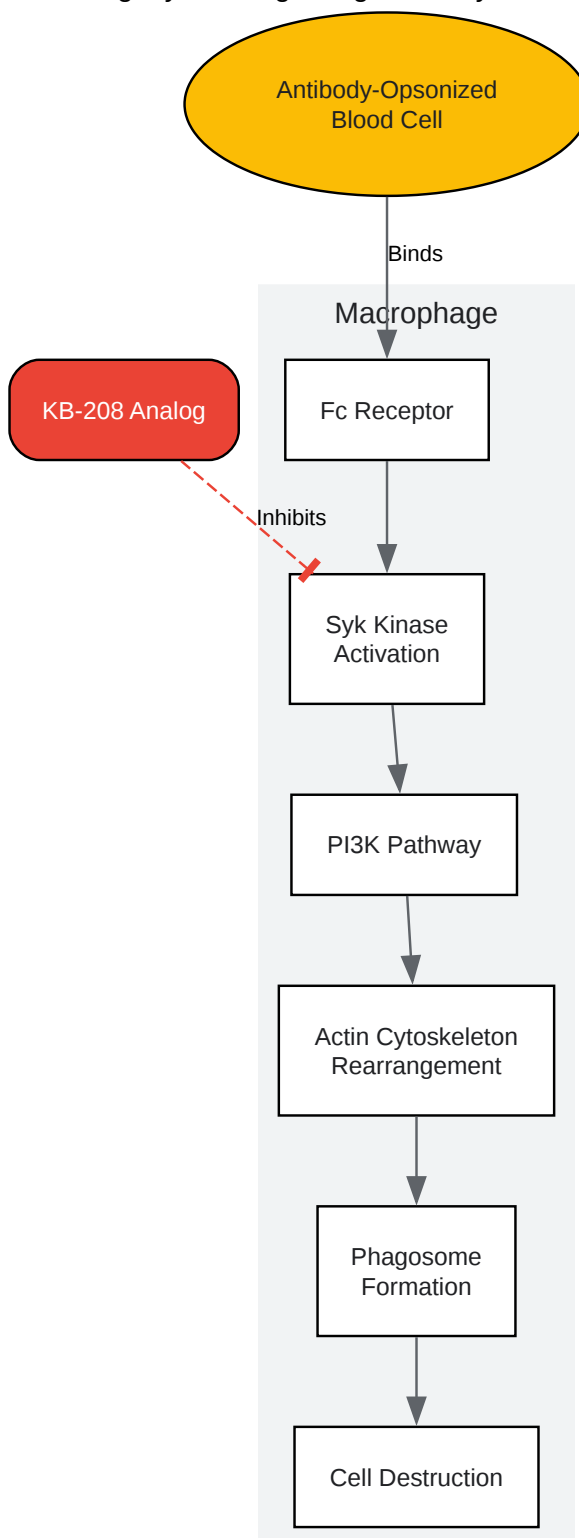 Antibody-Opsonized
Blood Cell
Binds
Macrophage
KB-208 Analog
Fc Receptor
Inhibits
Syk Kinase
Activation
PI3K Pathway
Actin Cytoskeleton
Rearrangement
Phagosome
Formation
Cell Destruction